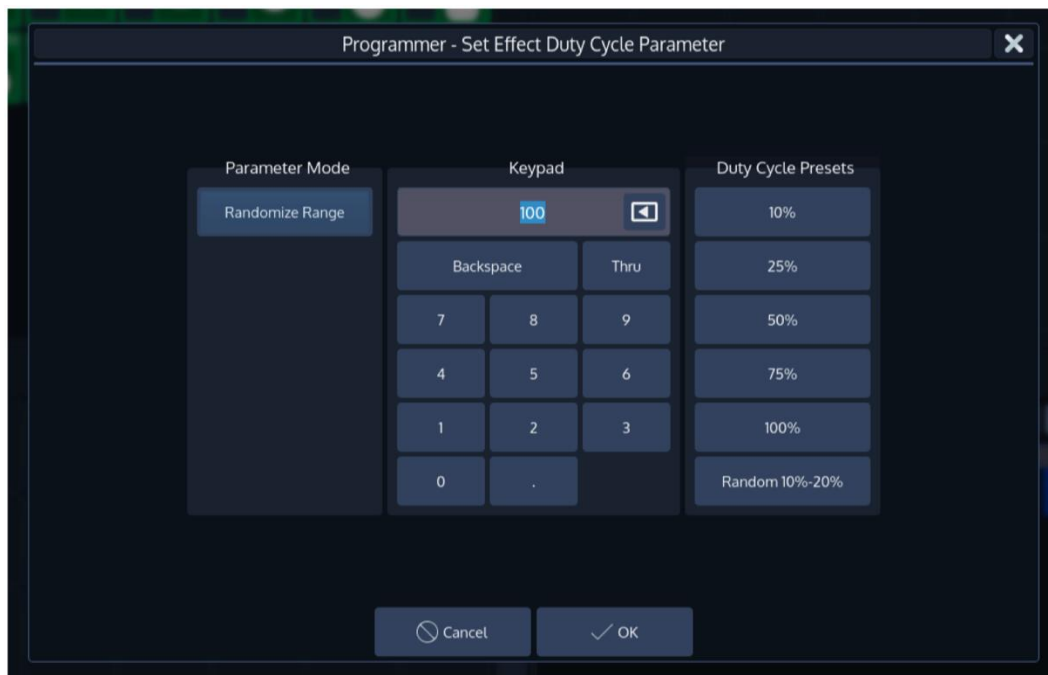 Programmer - Set Effect Duty Cycle Parameter
Parameter Mode
Randomize Range
Keypad
100
Backspace Thru
7 8 9
4 5 6
1 2 3
0 .
Duty Cycle Presets
10%
25%
50%
75%
100%
Random 10%-20%
Cancel OK